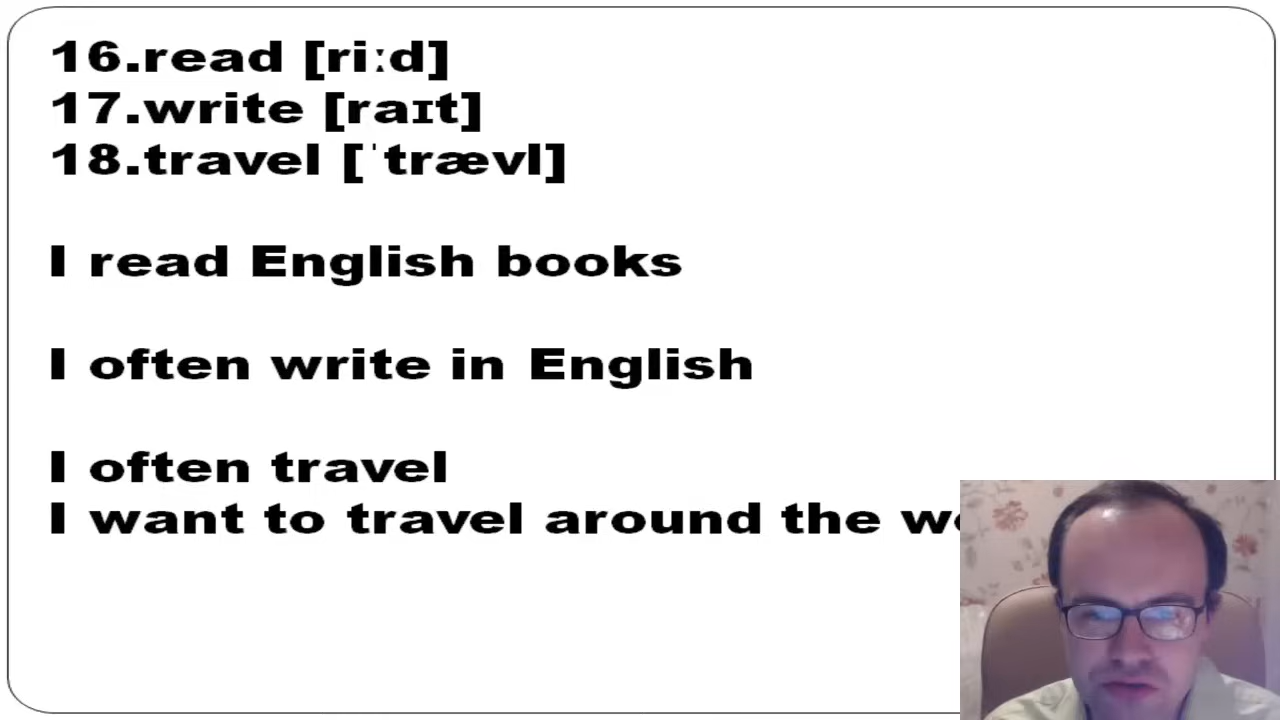 16.read [riːd]
17.write [raɪt]
18.travel [ˈtrævl]
I read English books
I often write in English
I often travel
I want to travel around the